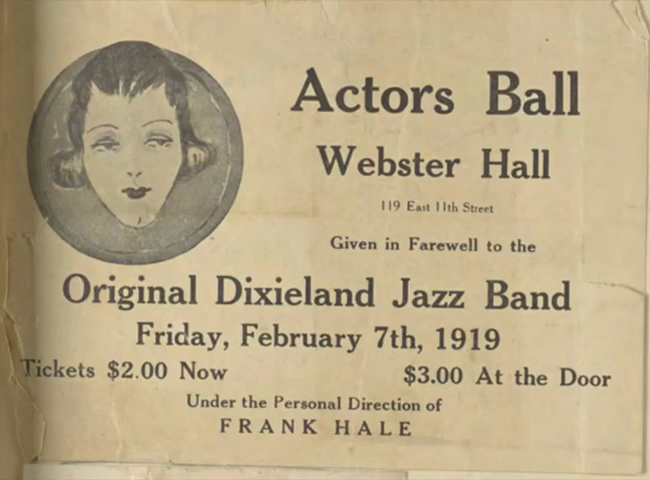 Actors Ball
Webster Hall
119 East 11th Street
Given in Farewell to the
Original Dixieland Jazz Band
Friday, February 7th, 1919
Tickets $2.00 Now $3.00 At the Door
Under the Personal Direction of
FRANK HALE